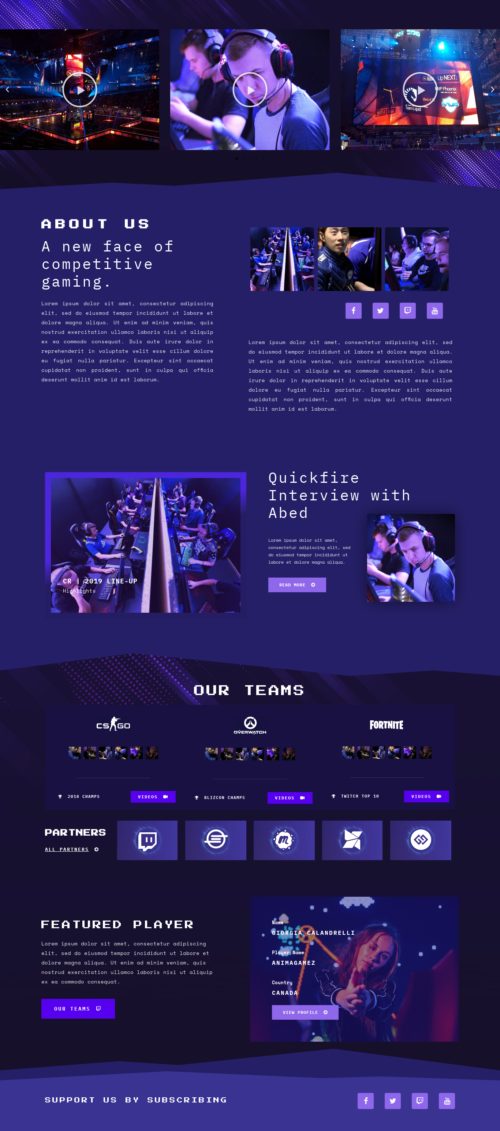 Up NEXT..
ABOUT US
A new face of
competitive
gaming.
Lorem ipsum dolor sit amet, consectetur adipiscing
elit, sed do eiusmod tempor incididunt ut labore et
dolore magna aliqua. Ut enim ad minim veniam, quis
nostrud exercitation ullamco laboris nisi ut aliquip
ex ea commodo consequat. Duis aute irure dolor in
reprehenderit in voluptate velit esse cillum dolore
eu fugiat nulla pariatur. Excepteur sint occaecat
cupidatat non proident, sunt in culpa qui officia
deserunt mollit anim id est laborum.
Lorem ipsum dolor sit amet, consectetur adipiscing elit, sed
do eiusmod tempor incididunt ut labore et dolore magna aliqua.
Ut enim ad minim veniam, quis nostrud exercitation ullamco
laboris nisi ut aliquip ex ea commodo consequat. Duis aute
irure dolor in reprehenderit in voluptate velit esse cillum
dolore eu fugiat nulla pariatur. Excepteur sint occaecat
cupidatat non proident, sunt in culpa qui officia deserunt
mollit anim id est laborum.
CR | 2019 LINE-UP
Highlights
Quickfire
Interview with
Abed
Lorem ipsum dolor sit amet,
consectetur adipiscing elit, sed
do eiusmod tempor incididunt ut
labore et dolore magna aliqua.
READ MORE
OUR TEAMS
CS GO
OVERWATCH
FORTNITE
2018 CHAMPS
VIDEOS
BLIZCON CHAMPS
VIDEOS
TWITCH TOP 10
VIDEOS
PARTNERS
ALL PARTNERS
FEATURED PLAYER
Lorem ipsum dolor sit amet, consectetur adipiscing
elit, sed do eiusmod tempor incididunt ut labore et
dolore magna aliqua. Ut enim ad minim veniam, quis
nostrud exercitation ullamco laboris nisi ut aliquip
ex ea commodo consequat.
OUR TEAMS
Name
GIORGIA CALANDRELLI
Player Name
ANIMAGAMEZ
Country
CANADA
VIEW PROFILE
SUPPORT US BY SUBSCRIBING